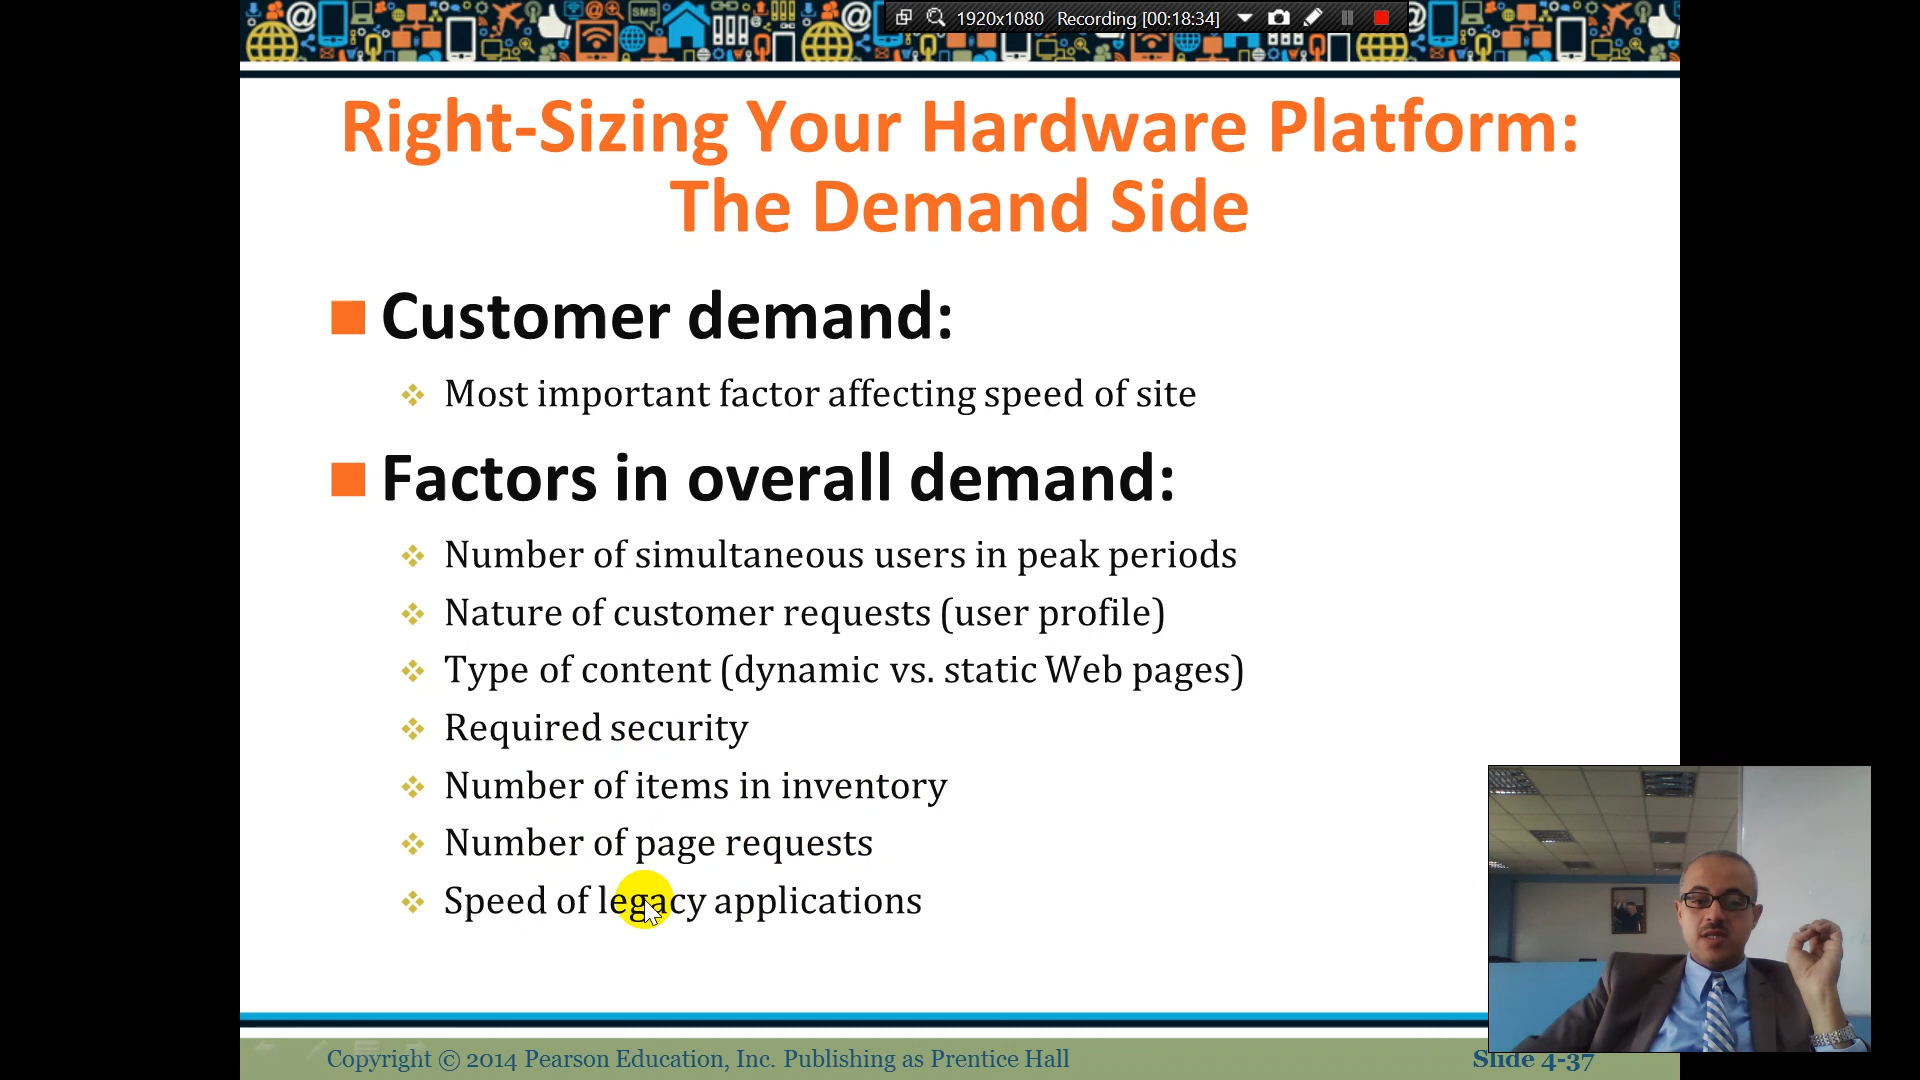 SMS
1920x1080 Recording [00:18:34]
Right-Sizing Your Hardware Platform:
The Demand Side
Customer demand:
Most important factor affecting speed of site
Factors in overall demand:
Number of simultaneous users in peak periods
Nature of customer requests (user profile)
Type of content (dynamic vs. static Web pages)
Required security
Number of items in inventory
Number of page requests
Speed of legacy applications
Copyright © 2014 Pearson Education, Inc. Publishing as Prentice Hall
Slide 4-37